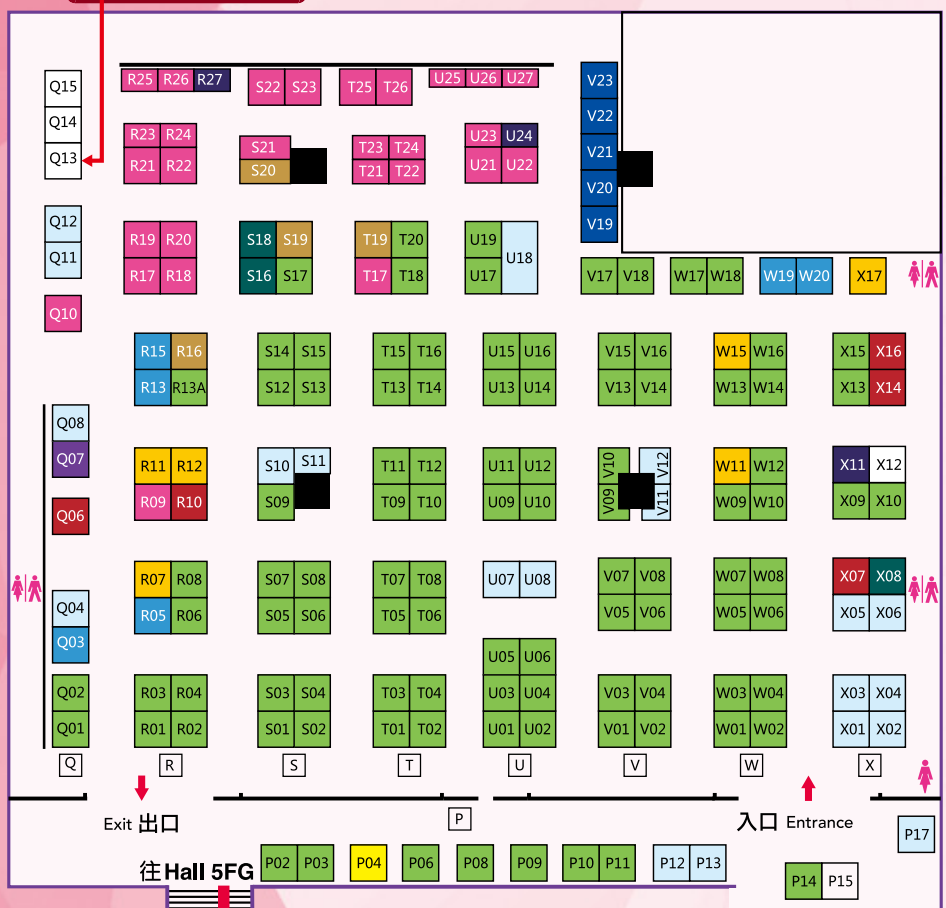 Q15 R25 R26 R27 S22 S23 T25 T26 U25 U26 U27 V23
Q14 V22
Q13 R23 R24 S21 T23 T24 U23 U24 V21
R21 R22 S20 T21 T22 U21 U22 V20
Q12 R19 R20 S18 S19 T19 T20 U19 U18 V19
Q11 R17 R18 S16 S17 T17 T18 U17 V17 V18 W17 W18 W19 W20 X17
Q10
R15 R16 S14 S15 T15 T16 U15 U16 V15 V16 W15 W16 X15 X16
R13 R13A S12 S13 T13 T14 U13 U14 V13 V14 W13 W14 X13 X14
Q08
Q07 R11 R12 S10 S11 T11 T12 U11 U12 V10 V12 W11 W12 X11 X12
Q06 R09 R10 S09 T09 T10 U09 U10 V09 V11 W09 W10 X09 X10
R07 R08 S07 S08 T07 T08 U07 U08 V07 V08 W07 W08 X07 X08
Q04 R05 R06 S05 S06 T05 T06 V05 V06 W05 W06 X05 X06
Q03 U05 U06
Q02 R03 R04 S03 S04 T03 T04 U03 U04 V03 V04 W03 W04 X03 X04
Q01 R01 R02 S01 S02 T01 T02 U01 U02 V01 V02 W01 W02 X01 X02
Q R S T U V W X
Exit 出口 P 入口 Entrance
P17
往Hall 5FG P02 P03 P04 P06 P08 P09 P10 P11 P12 P13
P14 P15